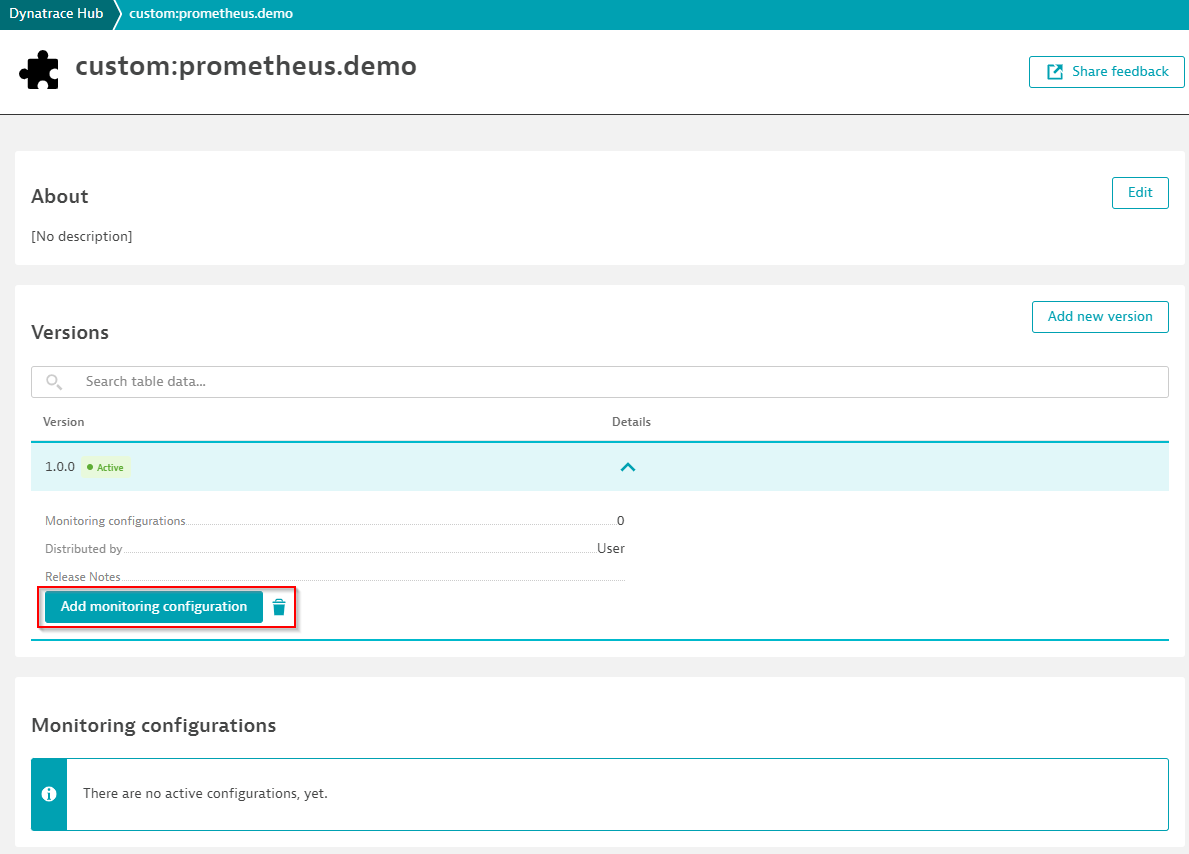 Dynatrace Hub custom:prometheus.demo
custom:prometheus.demo
Share feedback
About
Edit
[No description]
Versions
Add new version
Search table data...
Version Details
1.0.0 Active
Monitoring configurations 0
Distributed by User
Release Notes
Add monitoring configuration
Monitoring configurations
There are no active configurations, yet.